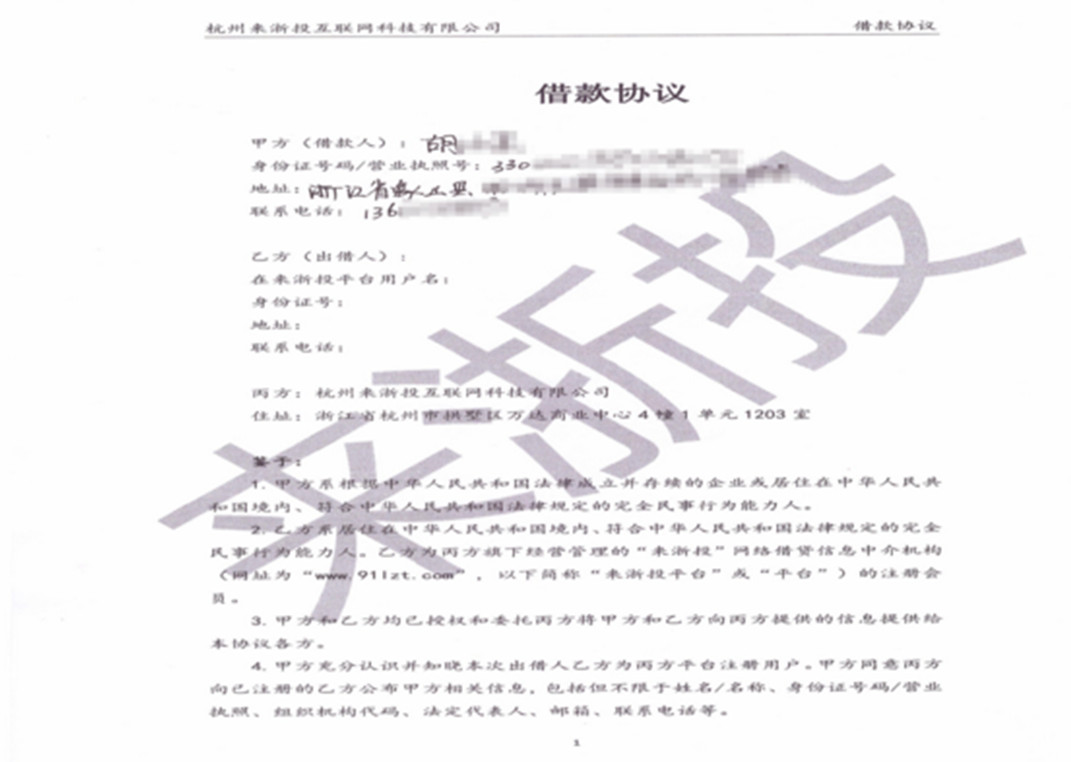 杭州来浙投互联网科技有限公司 借款协议
借款协议
甲方（借款人）：胡
身份证号码/营业执照号：330
地址：浙江省 县
联系电话：136
乙方（出借人）：
在来浙投平台用户名：
身份证号：
地址：
联系电话：
丙方：杭州来浙投互联网科技有限公司
住址：浙江省杭州市拱墅区万达商业中心4幢1单元1203室
鉴于：
1. 甲方系根据中华人民共和国法律成立并存续的企业或居住在中华人民共
和国境内、符合中华人民共和国法律规定的完全民事行为能力人。
2. 乙方系居住在中华人民共和国境内、符合中华人民共和国法律规定的完全
民事行为能力人。乙方为丙方旗下经营管理的“来浙投”网络借贷信息中介机构
（网址为“www.91lzt.com”，以下简称“来浙投平台”或“平台”）的注册会
员。
3. 甲方和乙方均已授权和委托丙方将甲方和乙方向丙方提供的信息提供给
本协议各方。
4. 甲方充分认识并知晓本次出借人乙方为丙方平台注册用户。甲方同意丙方
向已注册的乙方公布甲方相关信息，包括但不限于姓名/名称、身份证号码/营业
执照、组织机构代码、法定代表人、邮箱、联系电话等。
1
来浙投